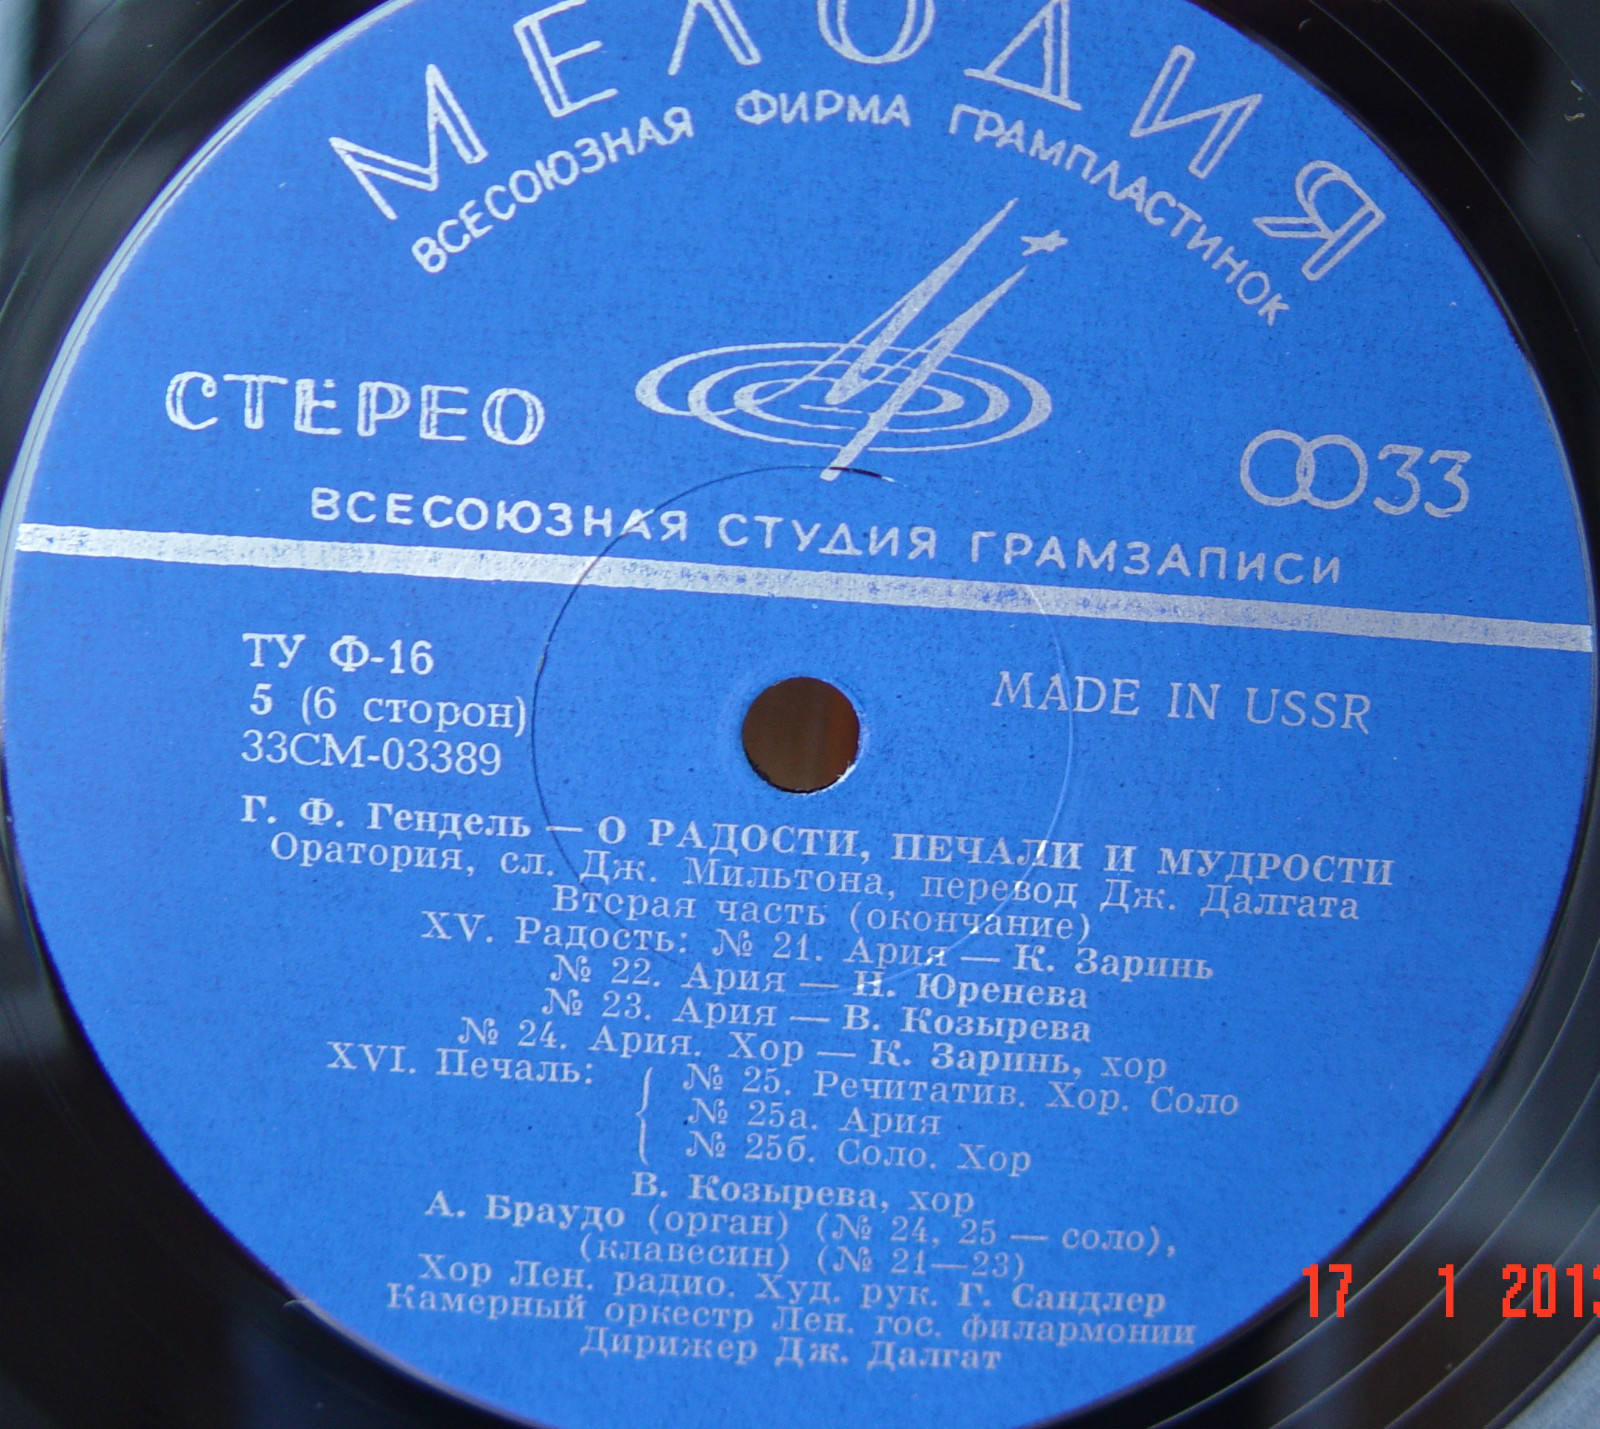 МЕЛОДИЯ
ВСЕСОЮЗНАЯ ФИРМА ГРАМПЛАСТИНОК
СТЕРЕО
33
ВСЕСОЮЗНАЯ СТУДИЯ ГРАМЗАПИСИ
ТУ Ф-16
5 (6 сторон)
33СМ-03389
MADE IN USSR
Г. Ф. Гендель — О РАДОСТИ, ПЕЧАЛИ И МУДРОСТИ
Оратория, сл. Дж. Мильтона, перевод Дж. Далгата
Вторая часть (окончание)
XV. Радость: № 21. Ария — К. Заринь
№ 22. Ария — Н. Юренева
№ 23. Ария — В. Козырева
№ 24. Ария. Хор — К. Заринь, хор
XVI. Печаль: № 25. Речитатив. Хор. Соло
№ 25а. Ария
№ 25б. Соло. Хор
В. Козырева, хор
А. Браудо (орган) (№ 24, 25 — соло),
(клавесин) (№ 21—23)
Хор Лен. радио. Худ. рук. Г. Сандлер
Камерный оркестр Лен. гос. филармонии
Дирижер Дж. Далгат
17 1 2013